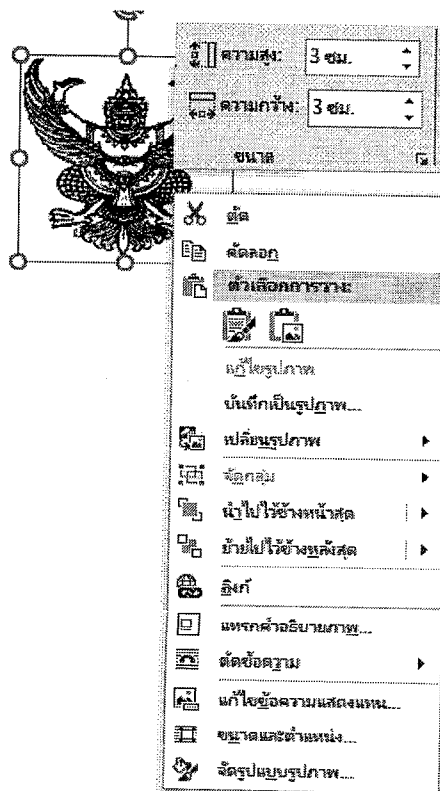 ความสูง: 3 ซม.
ความกว้าง: 3 ซม.
ขนาด
ตัด
คัดลอก
ตัวเลือกการวาง:
แก้ไขรูปภาพ
บันทึกเป็นรูปภาพ...
เปลี่ยนรูปภาพ
จัดกลุ่ม
นำไปไว้ข้างหน้าสุด
ย้ายไปไว้ข้างหลังสุด
ลิงก์
แทรกคำอธิบายภาพ...
ตัดข้อความ
แก้ไขข้อความแสดงแทน...
ขนาดและตำแหน่ง...
จัดรูปแบบรูปภาพ...